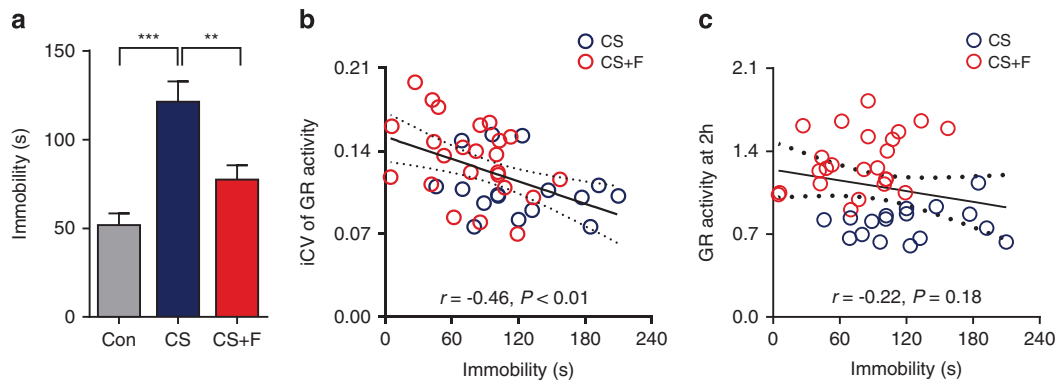 a
***
**
150
100
50
0
Immobility (s)
Con
CS
CS+F
b
CS
CS+F
0.21
0.14
0.07
0.00
iCV of GR activity
r = -0.46, P < 0.01
0
60
120
180
240
Immobility (s)
c
CS
CS+F
2.1
1.4
0.7
0.0
GR activity at 2h
r = -0.22, P = 0.18
0
60
120
180
240
Immobility (s)